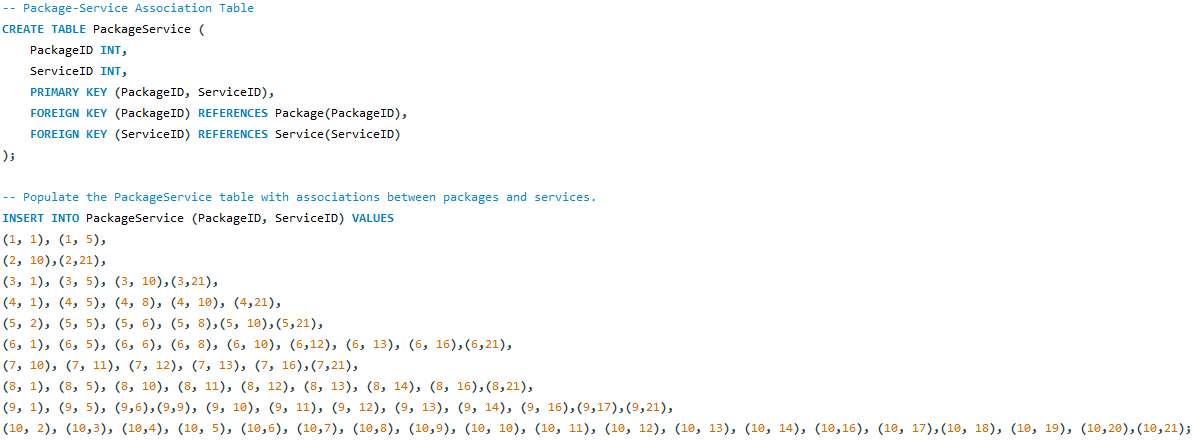 -- Package-Service Association Table
CREATE TABLE PackageService (
    PackageID INT,
    ServiceID INT,
    PRIMARY KEY (PackageID, ServiceID),
    FOREIGN KEY (PackageID) REFERENCES Package(PackageID),
    FOREIGN KEY (ServiceID) REFERENCES Service(ServiceID)
);

-- Populate the PackageService table with associations between packages and services.
INSERT INTO PackageService (PackageID, ServiceID) VALUES
(1, 1), (1, 5),
(2, 10),(2,21),
(3, 1), (3, 5), (3, 10),(3,21),
(4, 1), (4, 5), (4, 8), (4, 10), (4,21),
(5, 2), (5, 5), (5, 6), (5, 8),(5, 10),(5,21),
(6, 1), (6, 5), (6, 6), (6, 8), (6, 10), (6,12), (6, 13), (6, 16),(6,21),
(7, 10), (7, 11), (7, 12), (7, 13), (7, 16),(7,21),
(8, 1), (8, 5), (8, 10), (8, 11), (8, 12), (8, 13), (8, 14), (8, 16),(8,21),
(9, 1), (9, 5), (9,6),(9,9), (9, 10), (9, 11), (9, 12), (9, 13), (9, 14), (9, 16),(9,17),(9,21),
(10, 2), (10,3), (10,4), (10, 5), (10,6), (10,7), (10,8), (10,9), (10, 10), (10, 11), (10, 12), (10, 13), (10, 14), (10,16), (10, 17),(10, 18), (10, 19), (10,20),(10,21);